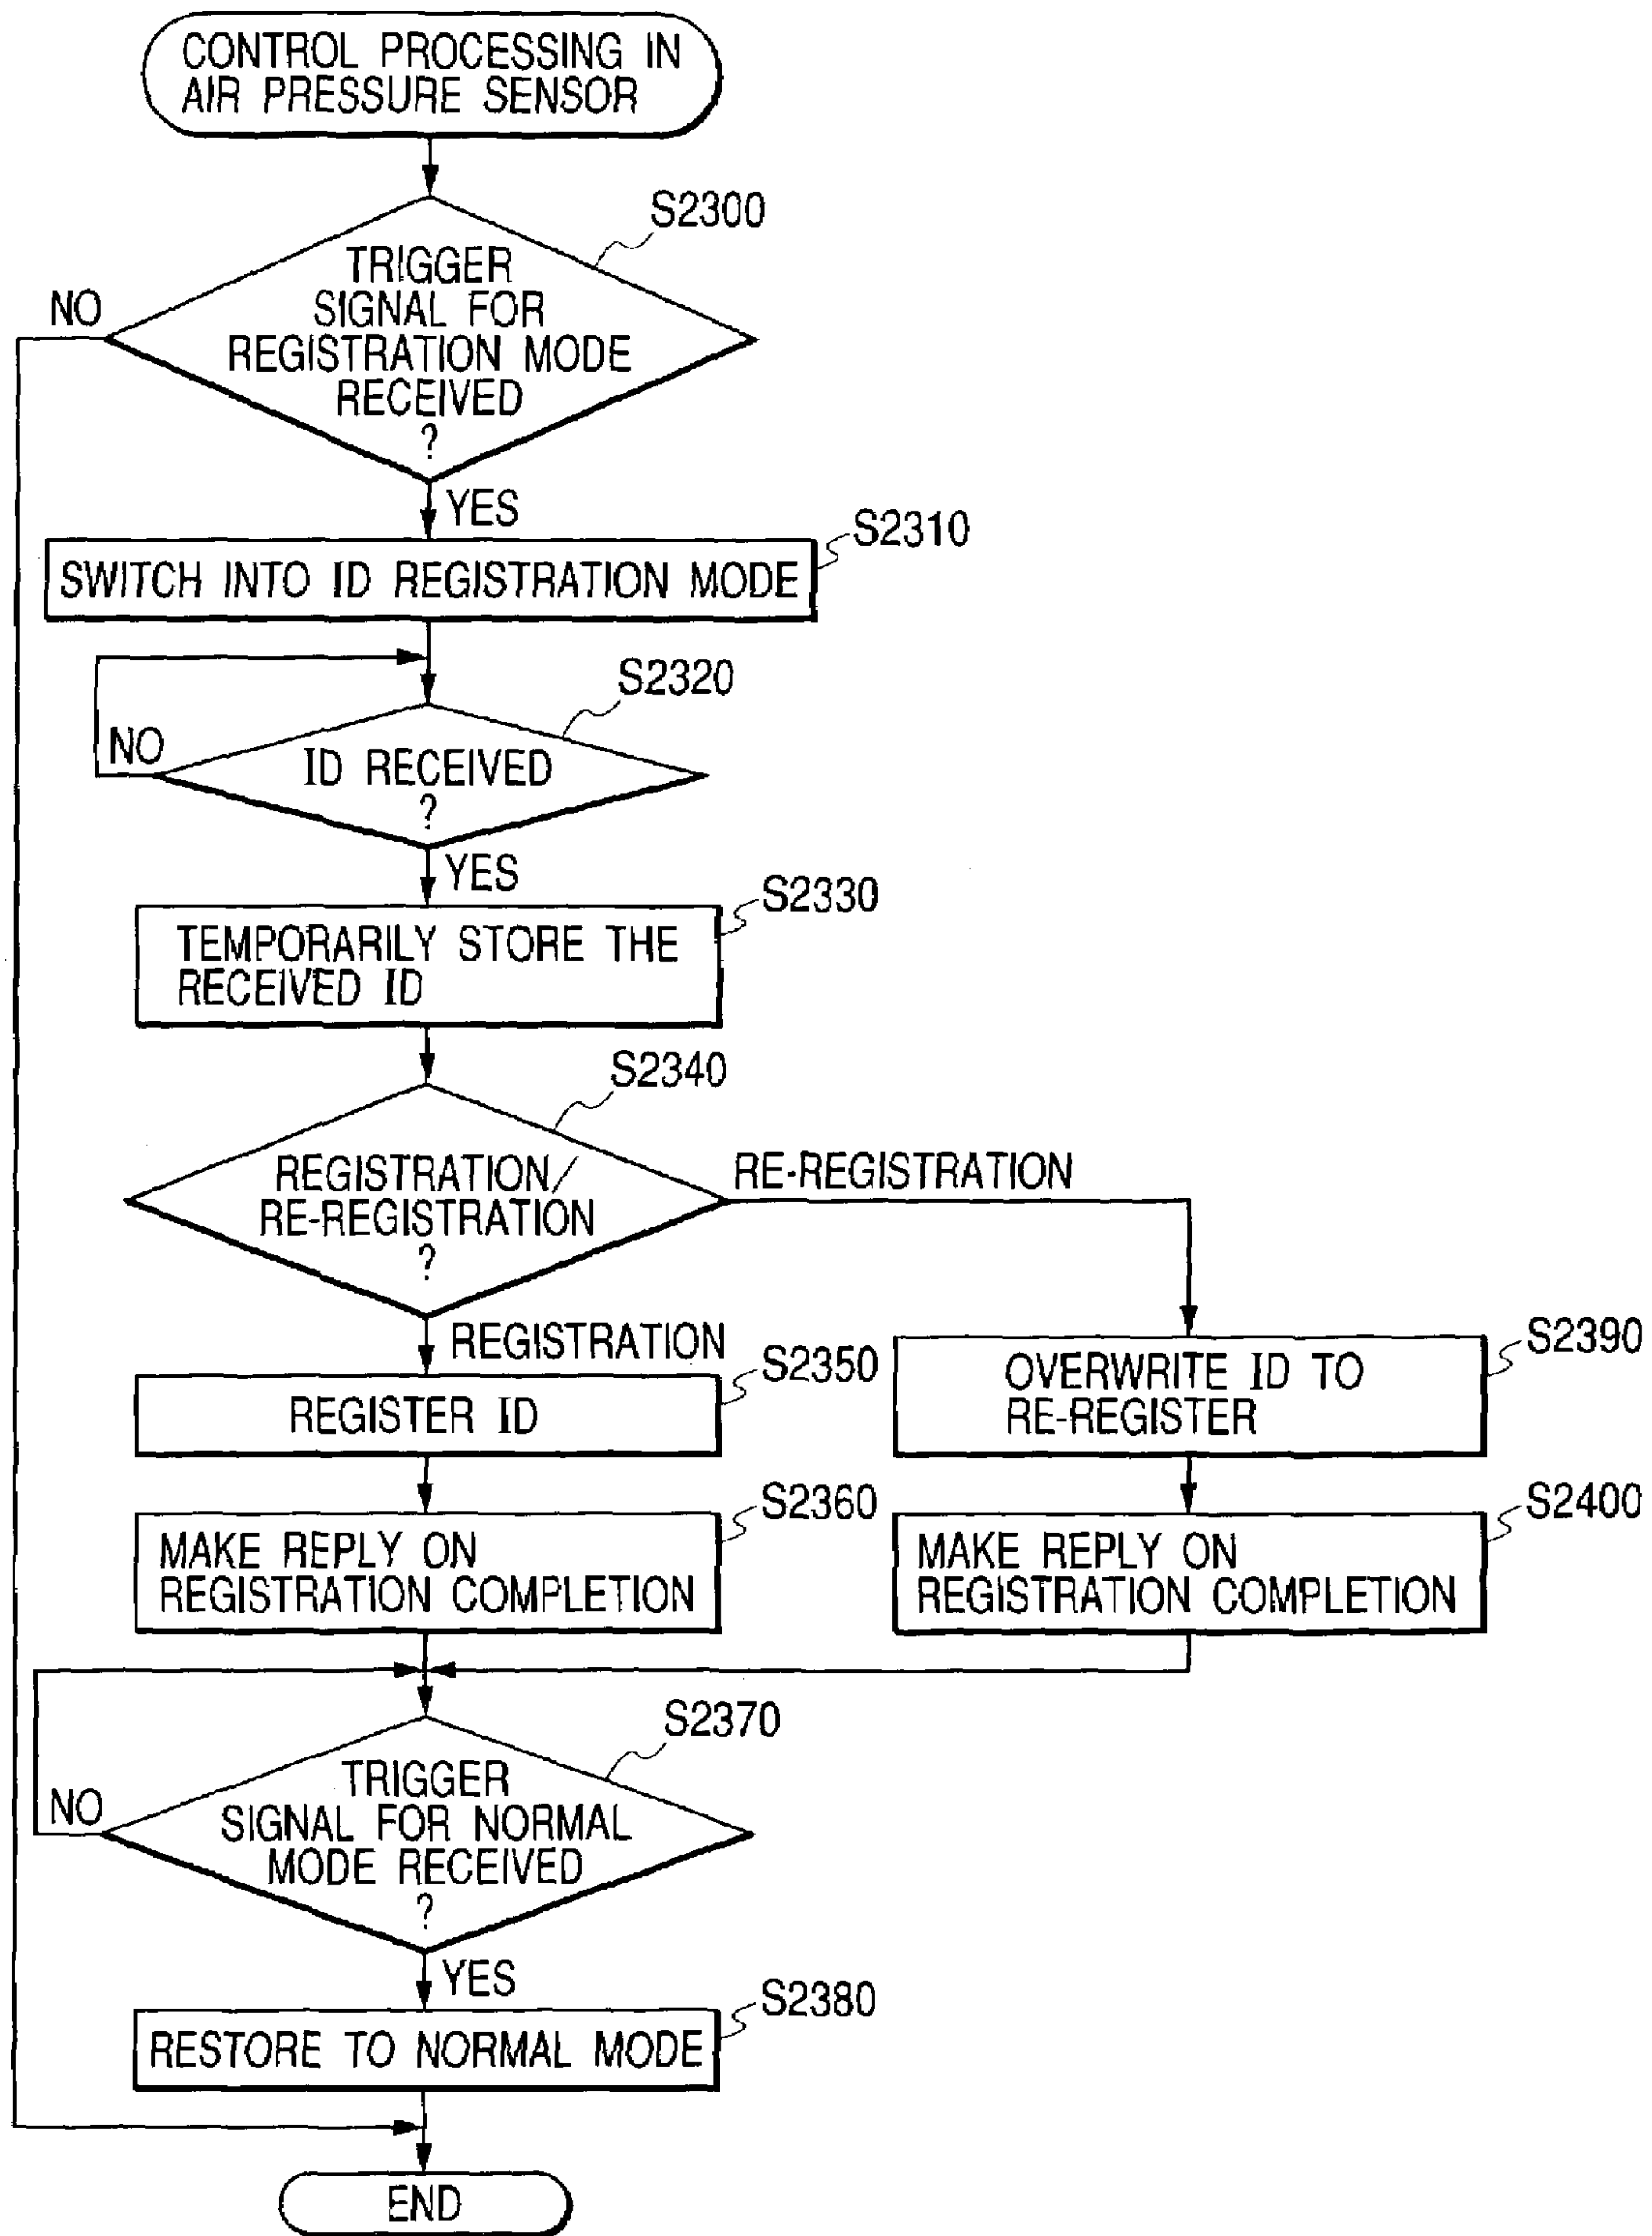 CONTROL PROCESSING IN
AIR PRESSURE SENSOR
S2300
TRIGGER
SIGNAL FOR
REGISTRATION MODE
RECEIVED
?
NO
YES
S2310
SWITCH INTO ID REGISTRATION MODE
S2320
NO
ID RECEIVED
?
YES
S2330
TEMPORARILY STORE THE
RECEIVED ID
S2340
REGISTRATION/
RE-REGISTRATION
?
RE-REGISTRATION
REGISTRATION
S2350
REGISTER ID
S2390
OVERWRITE ID TO
RE-REGISTER
S2360
MAKE REPLY ON
REGISTRATION COMPLETION
S2400
MAKE REPLY ON
REGISTRATION COMPLETION
S2370
TRIGGER
SIGNAL FOR NORMAL
MODE RECEIVED
?
NO
YES
S2380
RESTORE TO NORMAL MODE
END